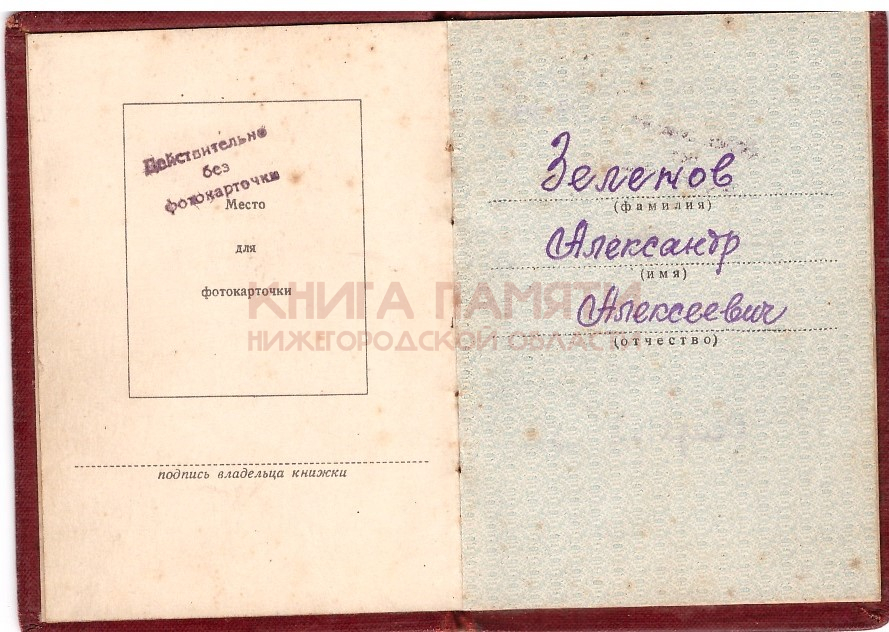 Действительно
без
фотокарточки
Место
для
фотокарточки
подпись владельца книжки
Зеленов
(фамилия)
Александр
(имя)
Алексеевич
(отчество)
КНИГА ПАМЯТИ
НИЖЕГОРОДСКОЙ ОБЛАСТИ